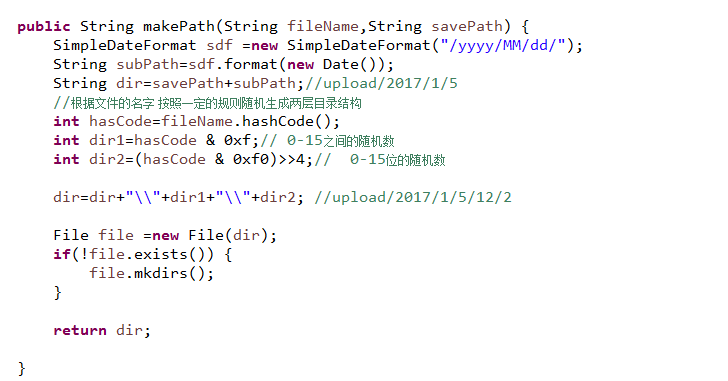 public String makePath(String fileName,String savePath) {
SimpleDateFormat sdf =new SimpleDateFormat("/yyyy/MM/dd/");
String subPath=sdf.format(new Date());
String dir=savePath+subPath;//upload/2017/1/5
//根据文件的名字 按照一定的规则随机生成两层目录结构
int hasCode=fileName.hashCode();
int dir1=hasCode & 0xf;// 0-15之间的随机数
int dir2=(hasCode & 0xf0)>>4;//  0-15位的随机数
dir=dir+"\\"+dir1+"\\"+dir2; //upload/2017/1/5/12/2
File file =new File(dir);
if(!file.exists()) {
file.mkdirs();
}
return dir;
}